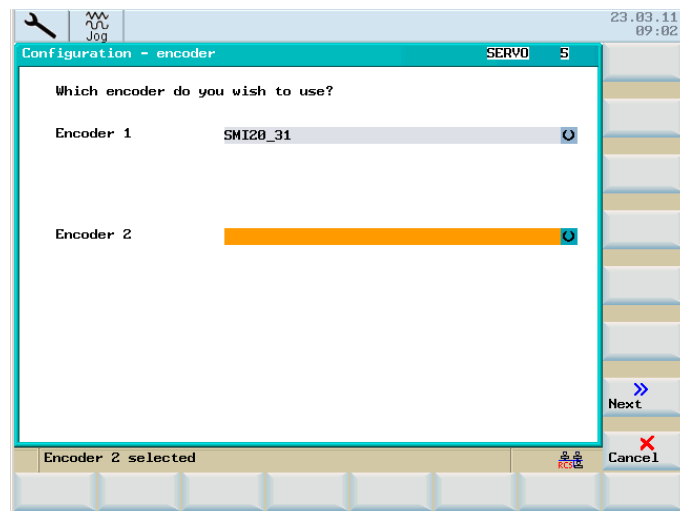 23.03.11
Jog
09:02
Configuration - encoder
SERVO 5
Which encoder do you wish to use?
Encoder 1
SMI20_31
Encoder 2
Next
Encoder 2 selected
RCS
Cancel